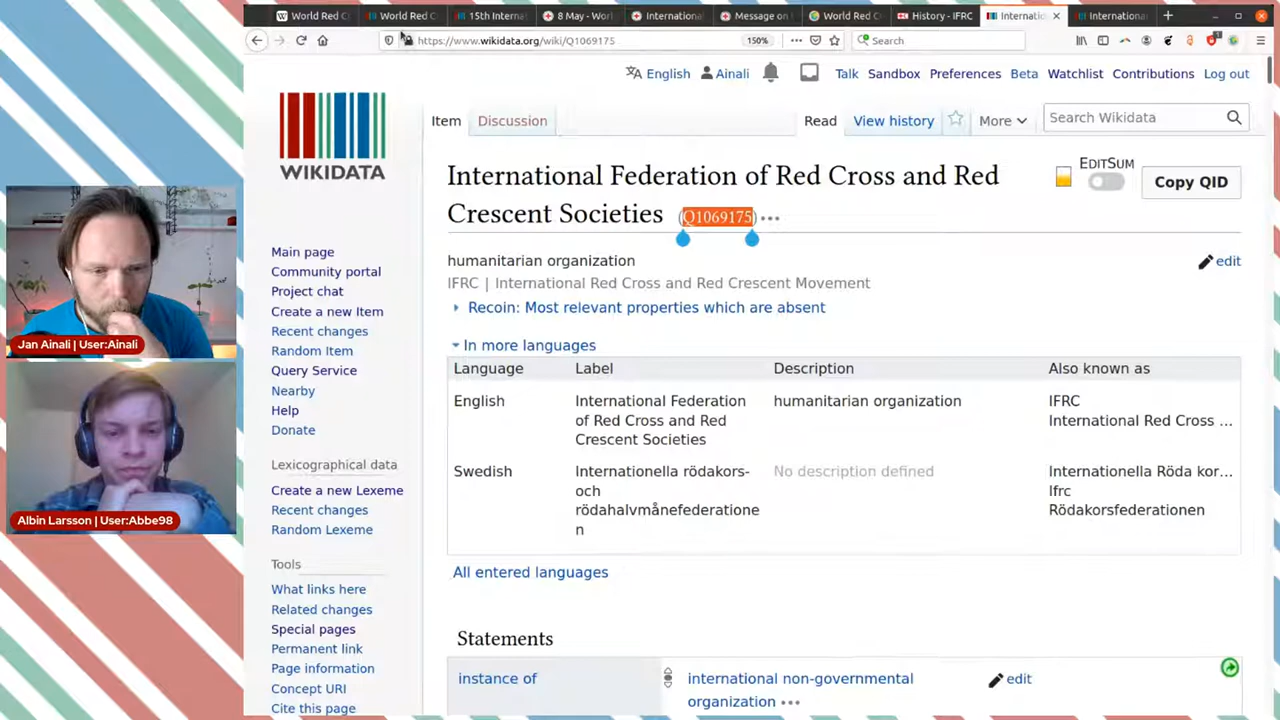 World Red C
World Red C
15th Interna
8 May - Wor
Internationa
Message on
World Red C
History - IFRC
Internatio
Internationa
https://www.wikidata.org/wiki/Q1069175
150%
Search
English
Ainali
Talk
Sandbox
Preferences
Beta
Watchlist
Contributions
Log out
WIKIDATA
Item
Discussion
Read
View history
More
Search Wikidata
International Federation of Red Cross and Red
Crescent Societies (Q1069175)
EDITSUM
Copy QID
humanitarian organization
edit
IFRC | International Red Cross and Red Crescent Movement
Recoin: Most relevant properties which are absent
In more languages
Language Label Description Also known as
English
International Federation
of Red Cross and Red
Crescent Societies
humanitarian organization
IFRC
International Red Cross ...
Swedish
Internationella rödakors-
och
rödahalvmånefederatione
n
No description defined
Internationella Röda kor...
Ifrc
Rödakorsfederationen
All entered languages
Statements
instance of
international non-governmental
organization
edit
Main page
Community portal
Project chat
Create a new Item
Recent changes
Random Item
Query Service
Nearby
Help
Donate
Lexicographical data
Create a new Lexeme
Recent changes
Random Lexeme
Tools
What links here
Related changes
Special pages
Permanent link
Page information
Concept URI
Cite this page
Jan Ainali | User:Ainali
Albin Larsson | User:Abbe98